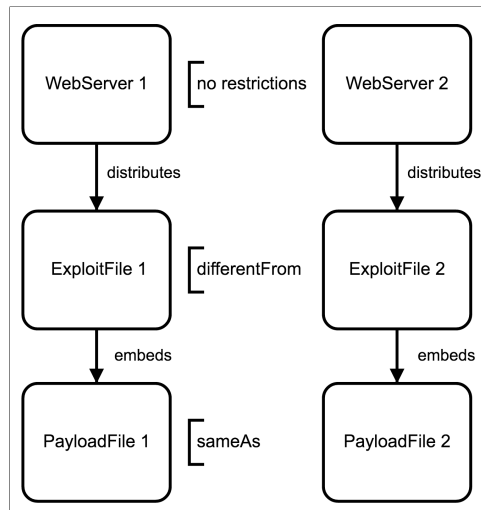 WebServer 1
no restrictions
WebServer 2
distributes
distributes
ExploitFile 1
differentFrom
ExploitFile 2
embeds
embeds
PayloadFile 1
sameAs
PayloadFile 2